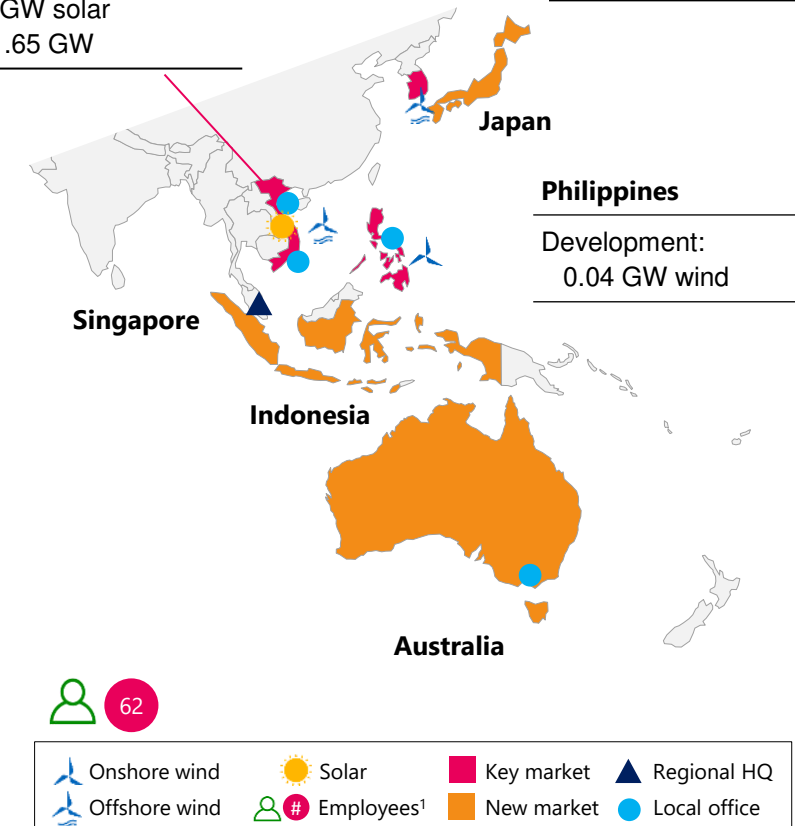 GW solar
.65 GW
Japan
Philippines
Development:
0.04 GW wind
Singapore
Indonesia
Australia
62
Onshore wind
Solar
Key market
Regional HQ
Offshore wind
# Employees¹
New market
Local office